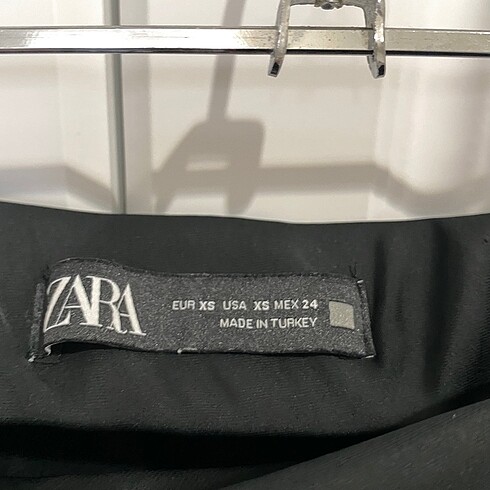 ZARA
EUR XS USA XS MEX 24
MADE IN TURKEY